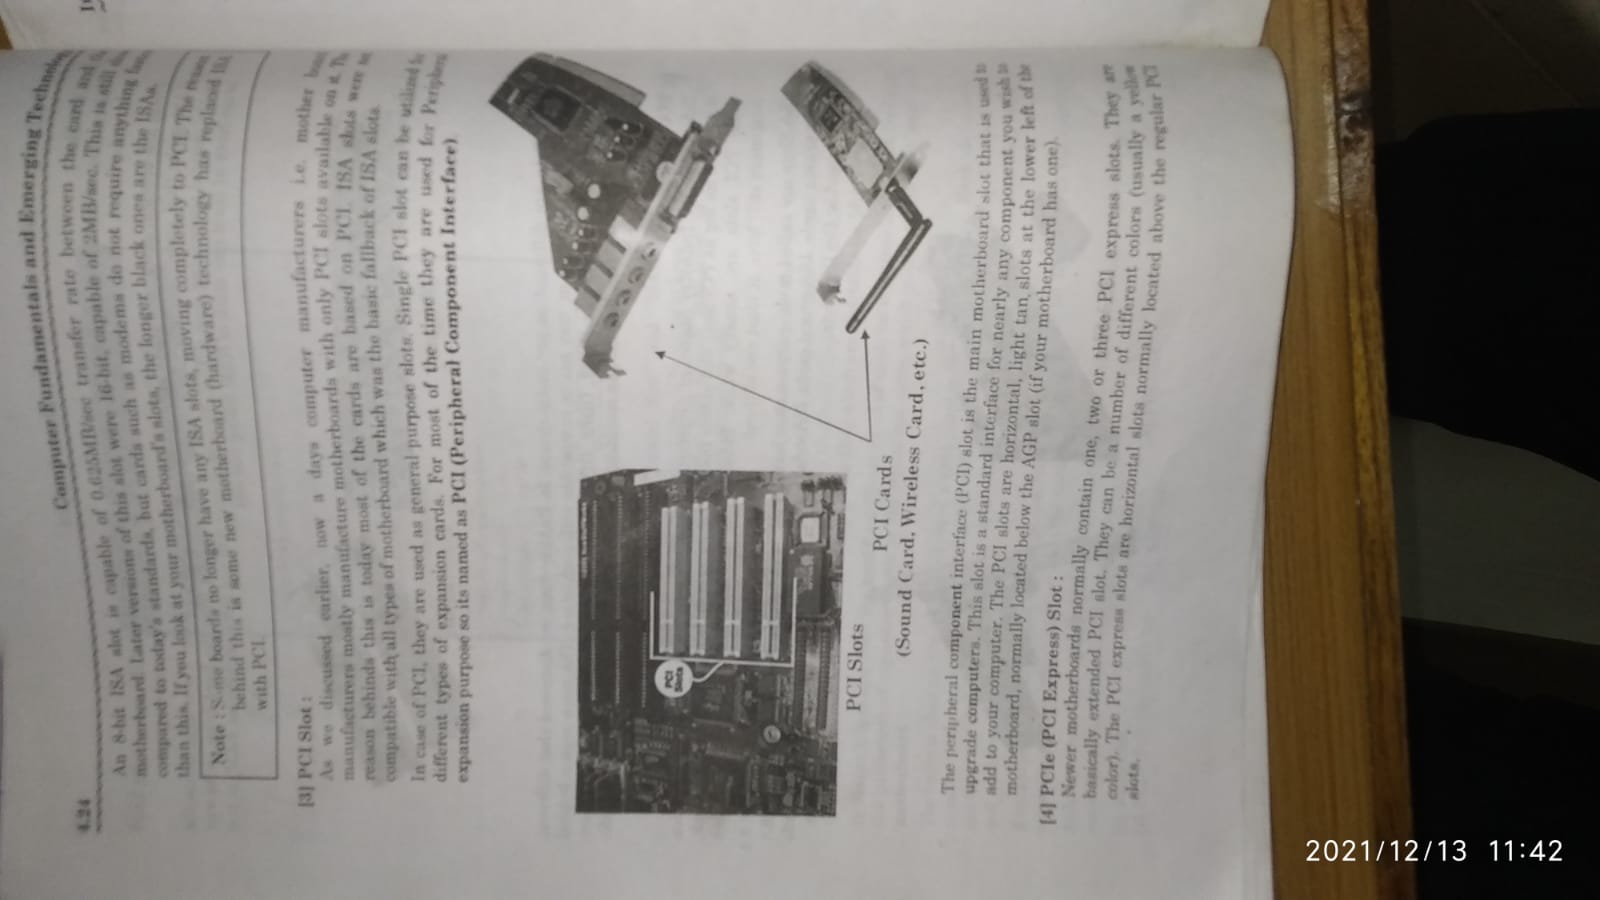 4.24
Computer Fundamentals and Emerging Technolog
An 8-bit ISA slot is capable of 0.625MB/sec transfer rate between the card and
motherboard. Later versions of this slot were 16-bit, capable of 2MB/sec. This is still
compared to today's standards, but cards such as modems do not require anything
than this. If you look at your motherboard's slots, the longer black ones are the ISAs.
Note : Some boards no longer have any ISA slots, moving completely to PCI. The reason
behind this is some new motherboard (hardware) technology has replaced ISA
with PCI.
[3] PCI Slot :
As we discussed earlier, now a days computer manufacturers i.e. mother
manufacturers mostly manufacture motherboards with only PCI slots available on it. The
reason behinds this is today most of the cards are based on PCI. ISA slots were
compatible with all types of motherboard which was the basic fallback of ISA slots.
In case of PCI, they are used as general purpose slots. Single PCI slot can be utilized
different types of expansion cards. For most of the time they are used for Periphera
expansion purpose so its named as PCI (Peripheral Component Interface).
PCI
Slots
PCI Slots
PCI Cards
(Sound Card, Wireless Card, etc.)
The peripheral component interface (PCI) slot is the main motherboard slot that is used to
upgrade computers. This slot is a standard interface for nearly any component you wish to
add to your computer. The PCI slots are horizontal, light tan, slots at the lower left of the
motherboard, normally located below the AGP slot (if your motherboard has one).
[4] PCIe (PCI Express) Slot :
Newer motherboards normally contain one, two or three PCI express slots. They are
basically extended PCI slot. They can be a number of different colors (usually a yellow
color). The PCI express slots are horizontal slots normally located above the regular PCI
slots.
2021/12/13 11:42